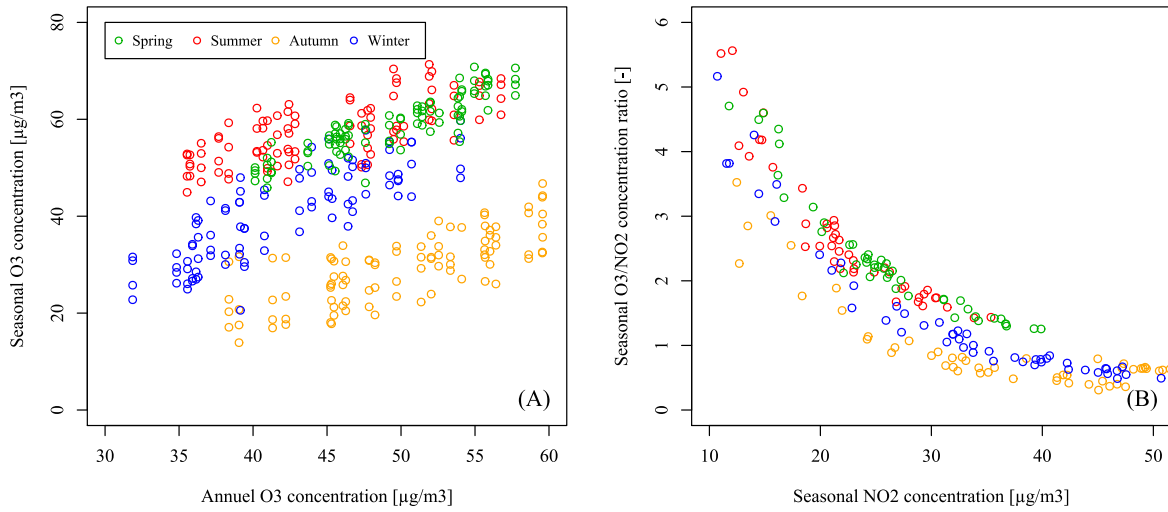 80
60
40
20
0
Seasonal O3 concentration [µg/m3]
Spring Summer Autumn Winter
(A)
30 35 40 45 50 55 60
Annuel O3 concentration [µg/m3]
6
5
4
3
2
1
0
Seasonal O3/NO2 concentration ratio [-]
(B)
10 20 30 40 50
Seasonal NO2 concentration [µg/m3]